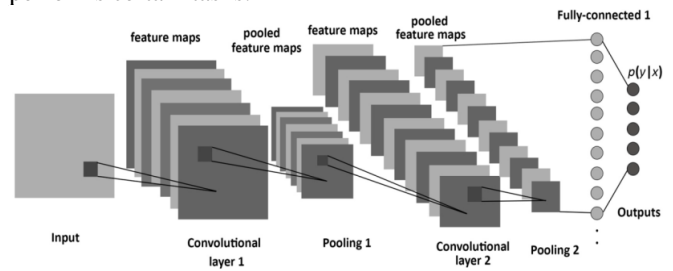 Fully-connected 1
pooled
feature maps
feature maps
pooled
feature maps
feature maps
p(y|x)
Outputs
Input
Convolutional
layer 1
Pooling 1
Convolutional
layer 2
Pooling 2